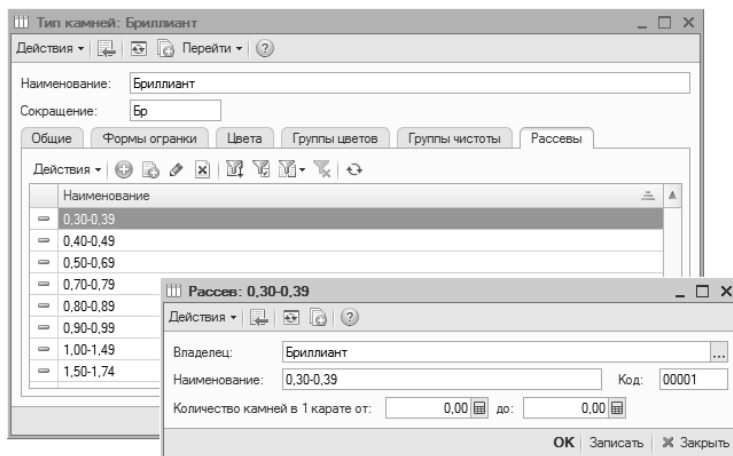 Тип камней: Бриллиант
Действия Перейти
Наименование: Бриллиант
Сокращение: Бр
Общие Формы огранки Цвета Группы цветов Группы чистоты Рассевы
Действия
Наименование
0,30-0,39
0,40-0,49
0,50-0,69
0,70-0,79
0,80-0,89
0,90-0,99
1,00-1,49
1,50-1,74
Рассев: 0,30-0,39
Действия
Владелец: Бриллиант ...
Наименование: 0,30-0,39 Код: 00001
Количество камней в 1 карате от: 0,00 до: 0,00
OK Записать Закрыть